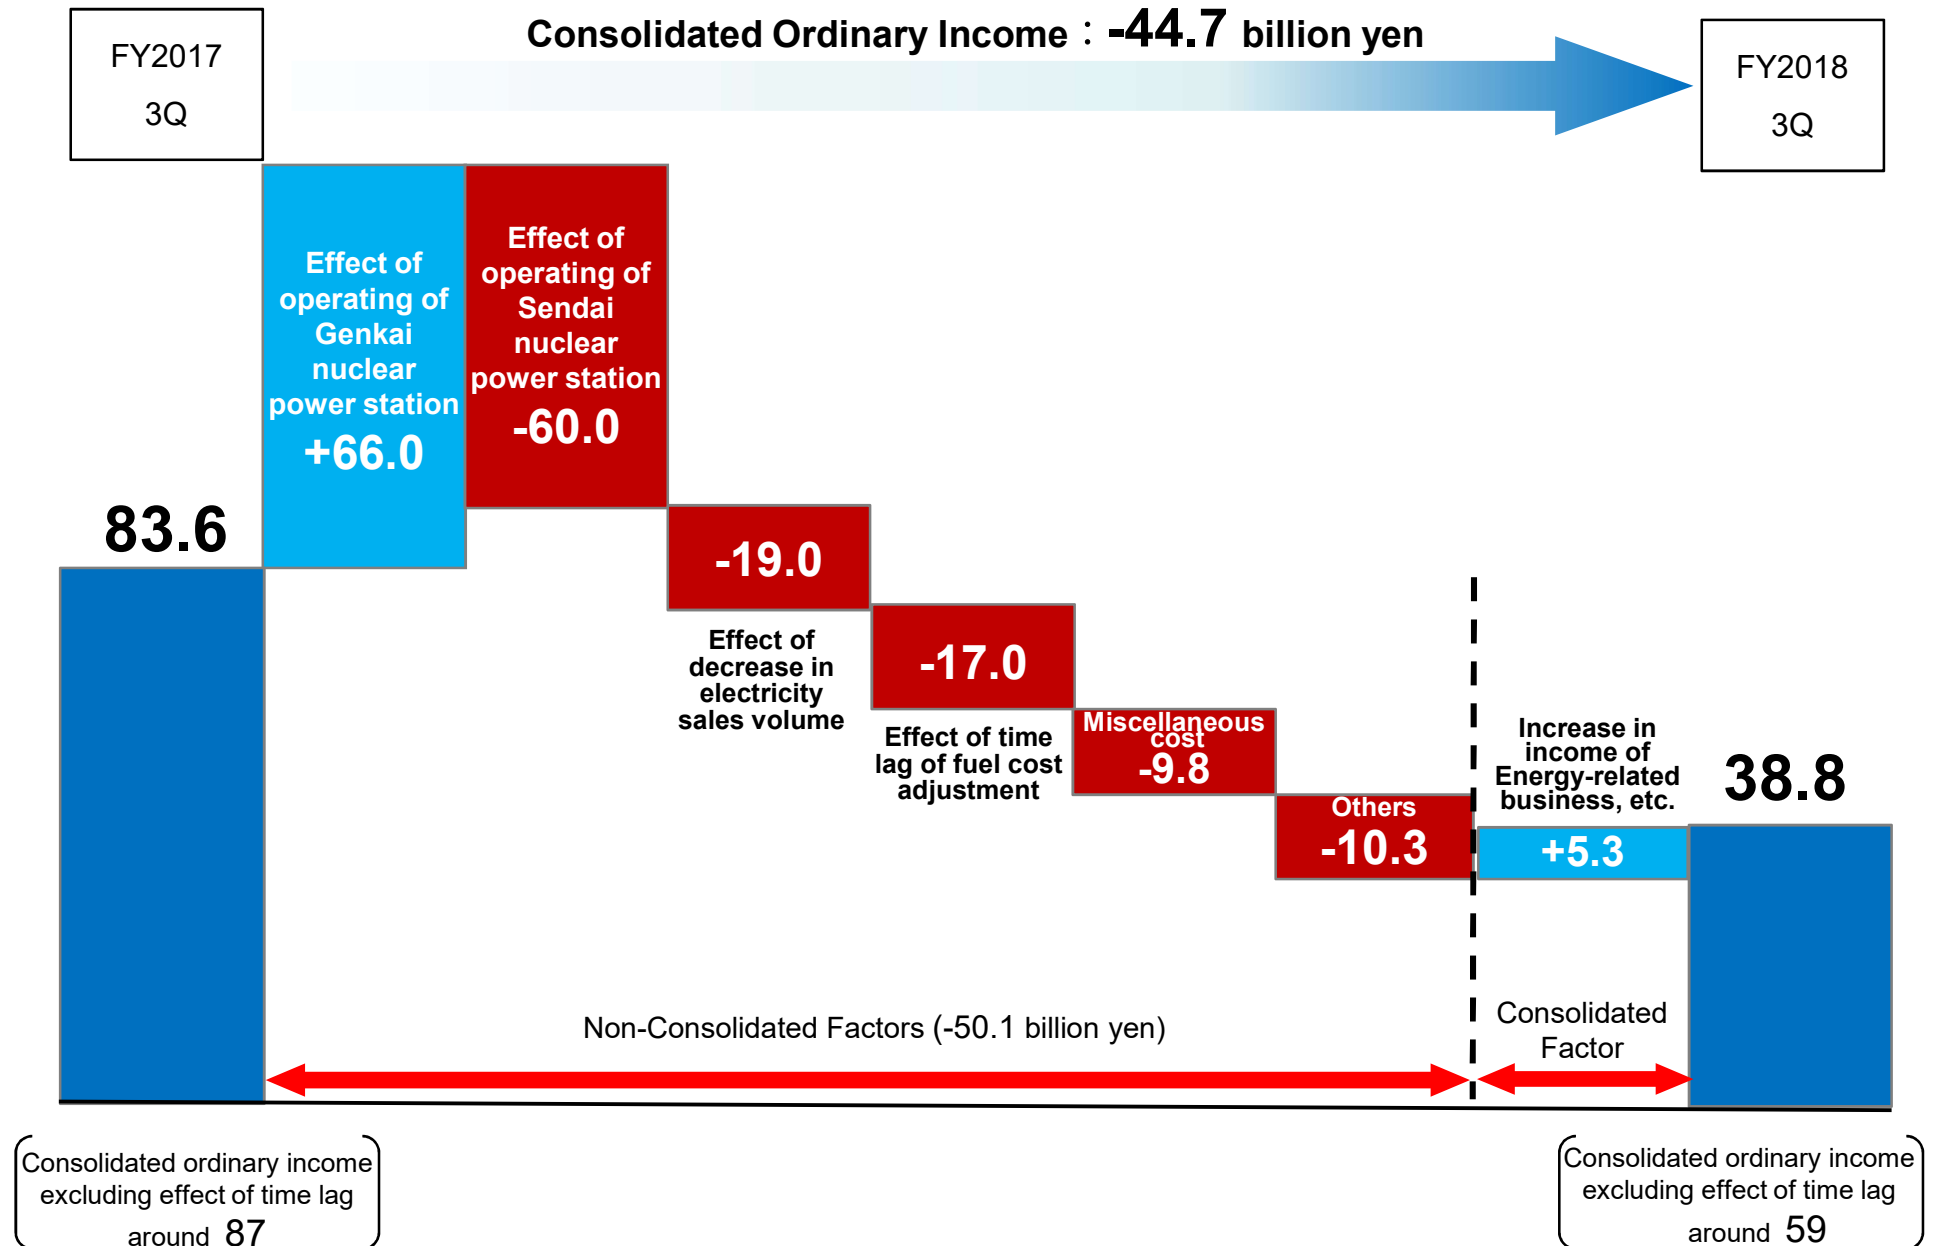 FY2017
3Q
Consolidated Ordinary Income：-44.7 billion yen
FY2018
3Q
83.6
Effect of
operating of
Genkai
nuclear
power station
+66.0
Effect of
operating of
Sendai
nuclear
power station
-60.0
-19.0
Effect of
decrease in
electricity
sales volume
-17.0
Effect of time
lag of fuel cost
adjustment
Miscellaneous
cost
-9.8
Others
-10.3
Increase in
income of
Energy-related
business, etc.
+5.3
38.8
Non-Consolidated Factors (-50.1 billion yen)
Consolidated
Factor
Consolidated ordinary income
excluding effect of time lag
around 87
Consolidated ordinary income
excluding effect of time lag
around 59